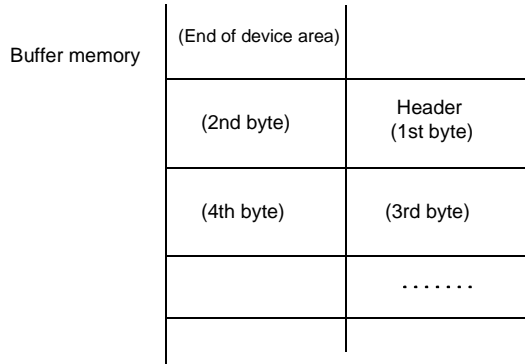 (End of device area)
Buffer memory
(2nd byte)
Header
(1st byte)
(4th byte)
(3rd byte)
.......